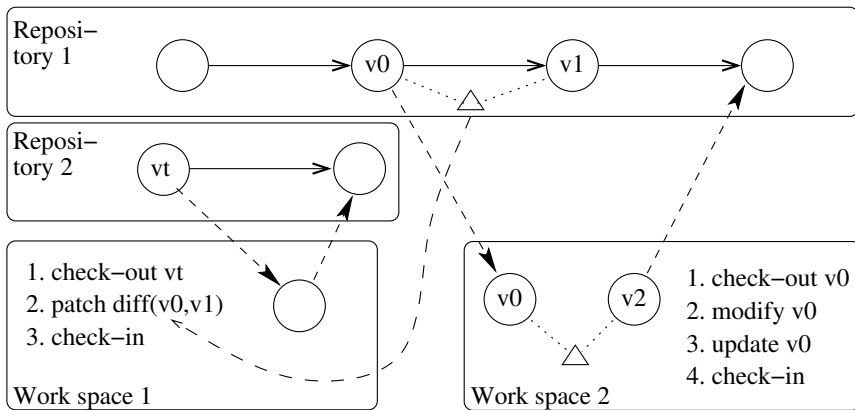 Reposi-
tory 1
v0
v1
Reposi-
tory 2
vt
1. check-out vt
2. patch diff(v0,v1)
3. check-in
Work space 1
v0
v2
1. check-out v0
2. modify v0
3. update v0
4. check-in
Work space 2